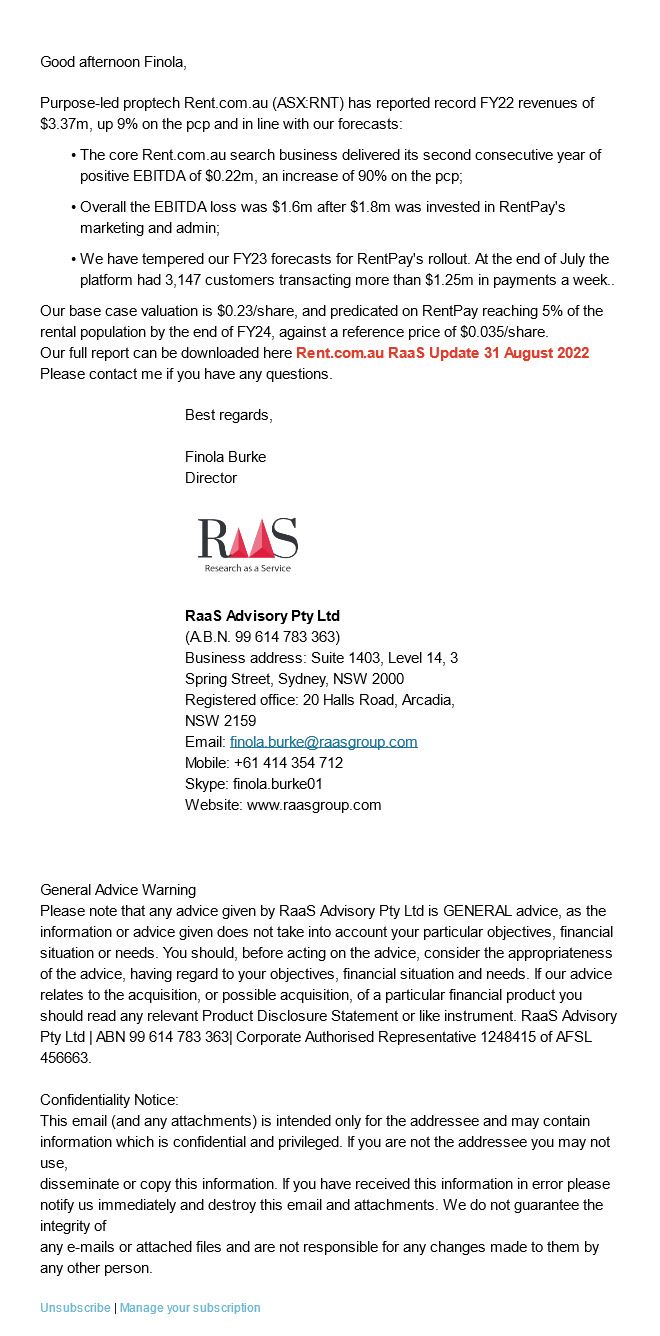 Good afternoon Finola,
Purpose-led proptech Rent.com.au (ASX:RNT) has reported record FY22 revenues of
$3.37m, up 9% on the pcp and in line with our forecasts:
• The core Rent.com.au search business delivered its second consecutive year of
positive EBITDA of $0.22m, an increase of 90% on the pcp;
• Overall the EBITDA loss was $1.6m after $1.8m was invested in RentPay's
marketing and admin;
• We have tempered our FY23 forecasts for RentPay's rollout. At the end of July the
platform had 3,147 customers transacting more than $1.25m in payments a week..
Our base case valuation is $0.23/share, and predicated on RentPay reaching 5% of the
rental population by the end of FY24, against a reference price of $0.035/share.
Our full report can be downloaded here Rent.com.au RaaS Update 31 August 2022
Please contact me if you have any questions.
Best regards,
Finola Burke
Director
RAAS
Research as a Service
RaaS Advisory Pty Ltd
(A.B.N. 99 614 783 363)
Business address: Suite 1403, Level 14, 3
Spring Street, Sydney, NSW 2000
Registered office: 20 Halls Road, Arcadia,
NSW 2159
Email: finola.burke@raasgroup.com
Mobile: +61 414 354 712
Skype: finola.burke01
Website: www.raasgroup.com
General Advice Warning
Please note that any advice given by RaaS Advisory Pty Ltd is GENERAL advice, as the
information or advice given does not take into account your particular objectives, financial
situation or needs. You should, before acting on the advice, consider the appropriateness
of the advice, having regard to your objectives, financial situation and needs. If our advice
relates to the acquisition, or possible acquisition, of a particular financial product you
should read any relevant Product Disclosure Statement or like instrument. RaaS Advisory
Pty Ltd | ABN 99 614 783 363| Corporate Authorised Representative 1248415 of AFSL
456663.
Confidentiality Notice:
This email (and any attachments) is intended only for the addressee and may contain
information which is confidential and privileged. If you are not the addressee you may not
use,
disseminate or copy this information. If you have received this information in error please
notify us immediately and destroy this email and attachments. We do not guarantee the
integrity of
any e-mails or attached files and are not responsible for any changes made to them by
any other person.
Unsubscribe | Manage your subscription